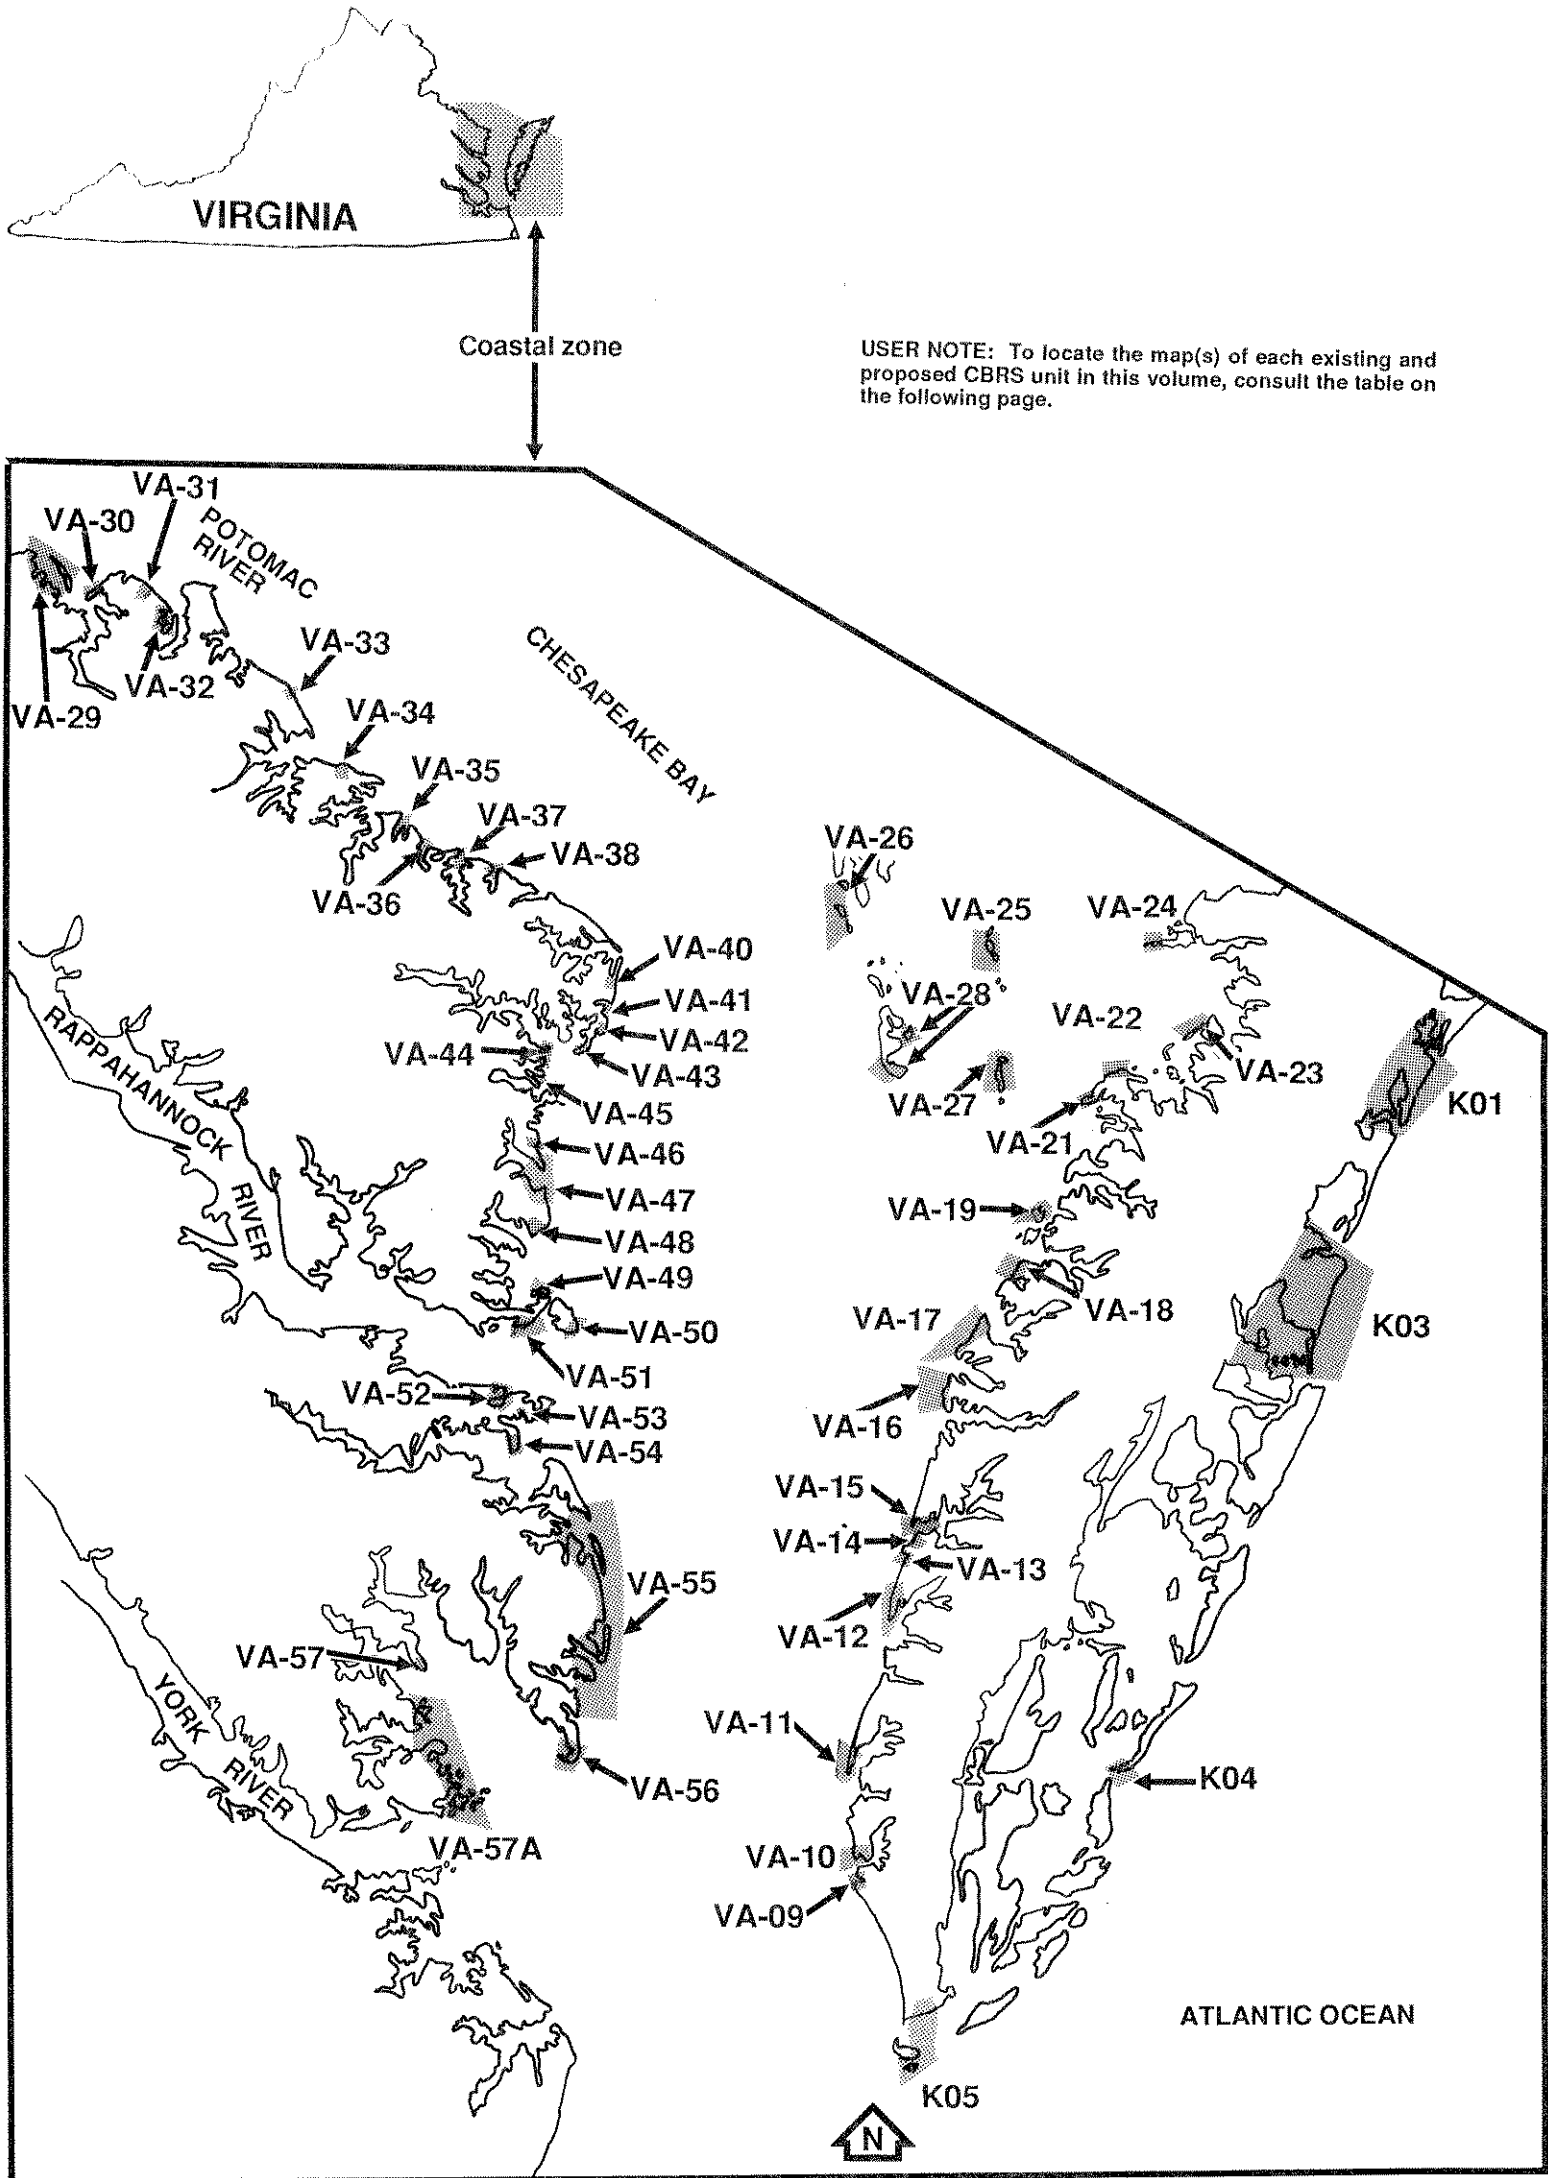 VIRGINIA
Coastal zone
USER NOTE: To locate the map(s) of each existing and
proposed CBRS unit in this volume, consult the table on
the following page.
VA-31
VA-30
POTOMAC
RIVER
VA-33
VA-32
VA-29
VA-34
CHESAPEAKE BAY
VA-35
VA-37
VA-38
VA-36
VA-26
VA-25
VA-24
VA-40
VA-28
VA-41
VA-22
VA-42
VA-44
VA-43
VA-23
VA-27
K01
VA-45
VA-21
RAPPAHANNOCK
RIVER
VA-46
VA-47
VA-19
VA-48
VA-49
VA-18
VA-17
VA-50
K03
VA-51
VA-52
VA-53
VA-16
VA-54
VA-15
VA-14
VA-13
VA-55
VA-12
VA-57
YORK
RIVER
VA-11
VA-56
K04
VA-57A
VA-10
VA-09
ATLANTIC OCEAN
K05
N